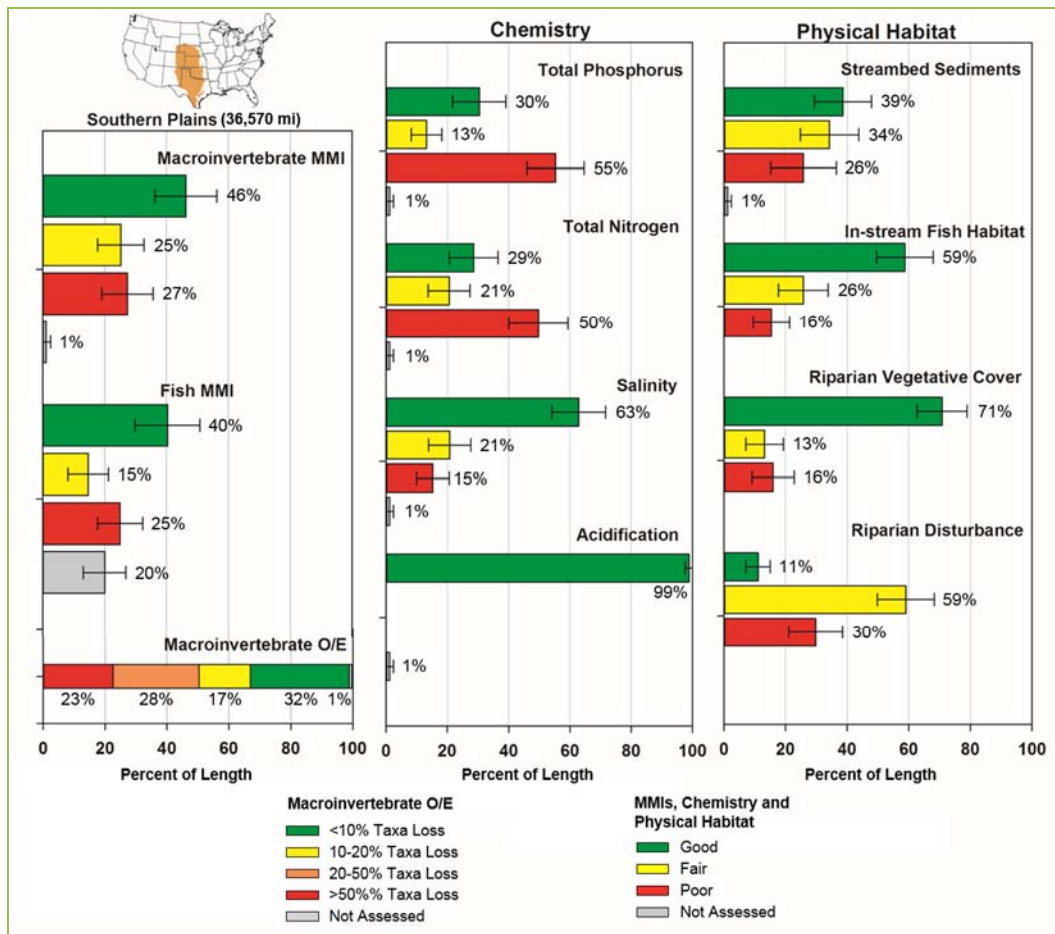 Southern Plains (36,570 mi)
Macroinvertebrate MMI
46%
25%
27%
1%
Fish MMI
40%
15%
25%
20%
Macroinvertebrate O/E
23% 28% 17% 32% 1%
0 20 40 60 80 100
Percent of Length
Chemistry
Total Phosphorus
30%
13%
55%
1%
Total Nitrogen
29%
21%
50%
1%
Salinity
63%
21%
15%
1%
Acidification
99%
1%
0 20 40 60 80 100
Percent of Length
Physical Habitat
Streambed Sediments
39%
34%
26%
1%
In-stream Fish Habitat
59%
26%
16%
Riparian Vegetative Cover
71%
13%
16%
Riparian Disturbance
11%
59%
30%
0 20 40 60 80 100
Percent of Length
Macroinvertebrate O/E
<10% Taxa Loss
10-20% Taxa Loss
20-50% Taxa Loss
>50%% Taxa Loss
Not Assessed
MMIs, Chemistry and
Physical Habitat
Good
Fair
Poor
Not Assessed